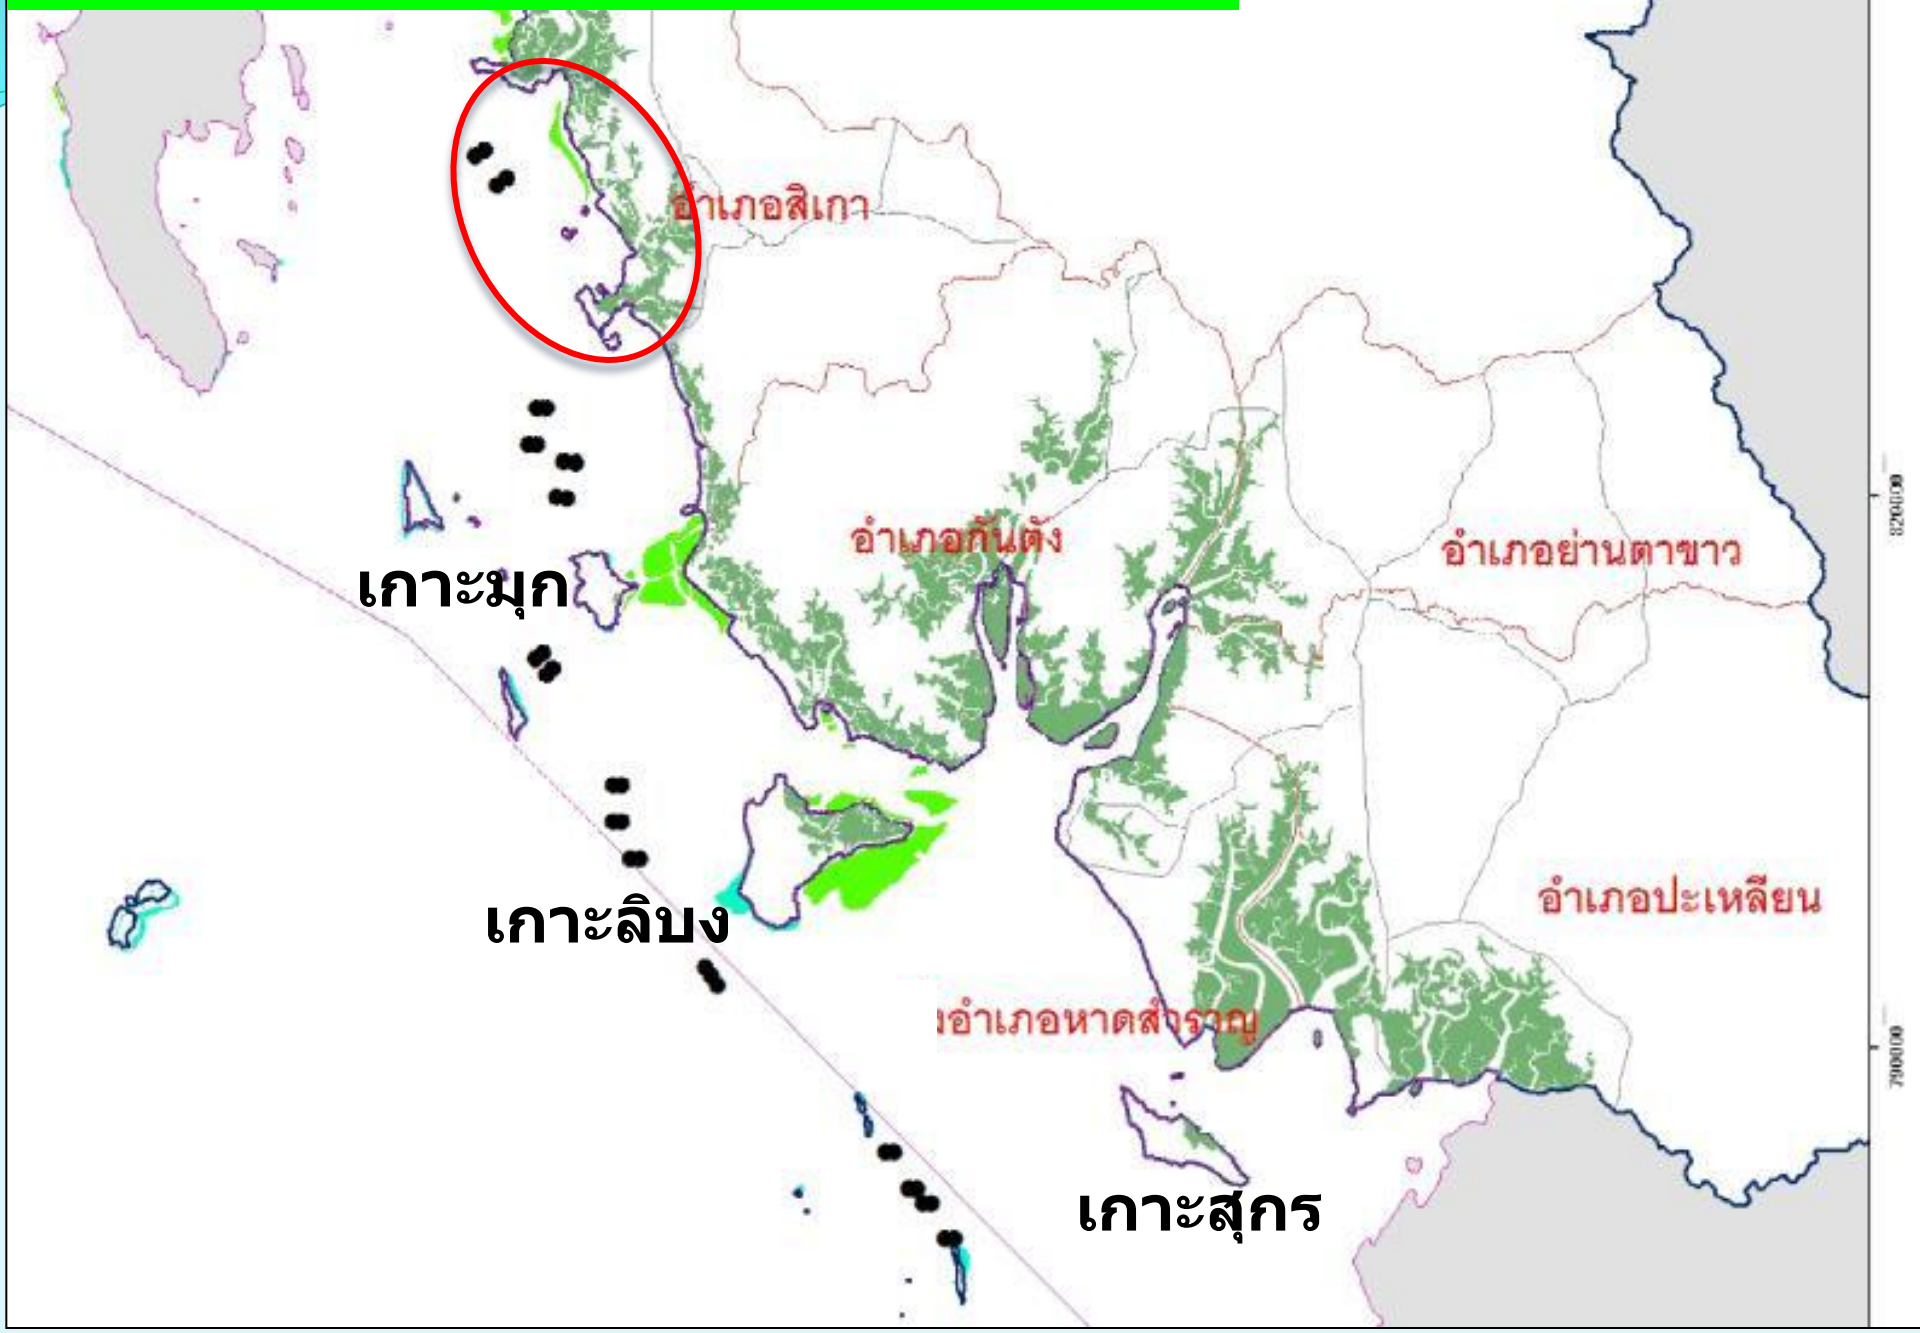 อำเภอสิเกา
820000
อำเภอกันตัง
อำเภอย่านตาขาว
เกาะมุก
อำเภอปะเหลียน
เกาะลิบง
งอำเภอหาดสำราญ
790000
เกาะสุกร